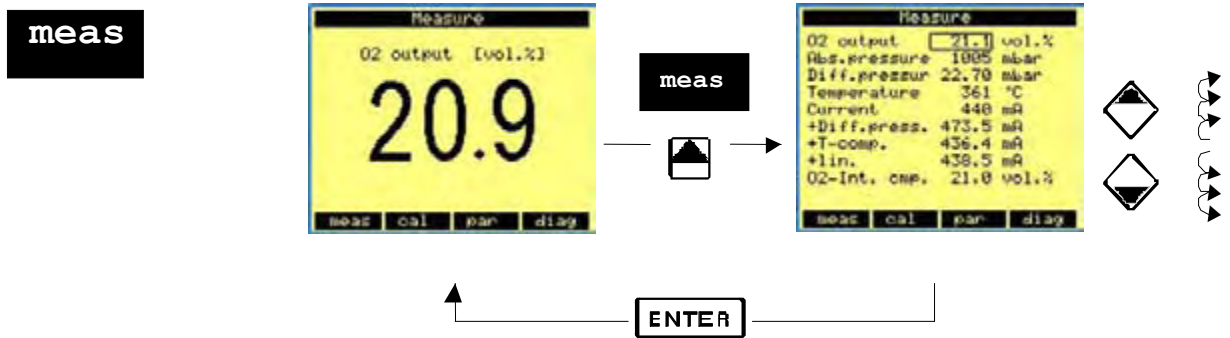 meas
Measure
O2 output [vol.%]
20.9
meas cal par diag
meas
Measure
O2 output 21.1 vol.%
Abs.pressure 1005 mbar
Diff.pressur 22.70 mbar
Temperature 361 °C
Current 440 mA
+Diff.press. 473.5 mA
+T-comp. 436.4 mA
+lin. 438.5 mA
O2-Int. cmp. 21.0 vol.%
meas cal par diag
ENTER